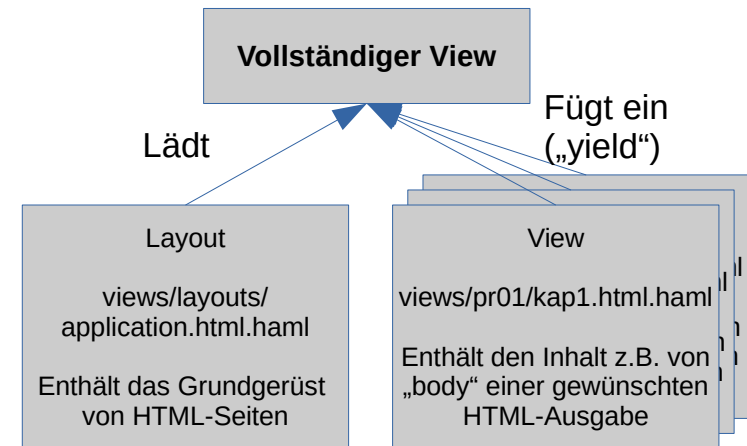 Vollständiger View
Lädt
Fügt ein
(„yield“)
Layout
views/layouts/
application.html.haml
Enthält das Grundgerüst
von HTML-Seiten
View
views/pr01/kap1.html.haml
Enthält den Inhalt z.B. von
„body“ einer gewünschten
HTML-Ausgabe